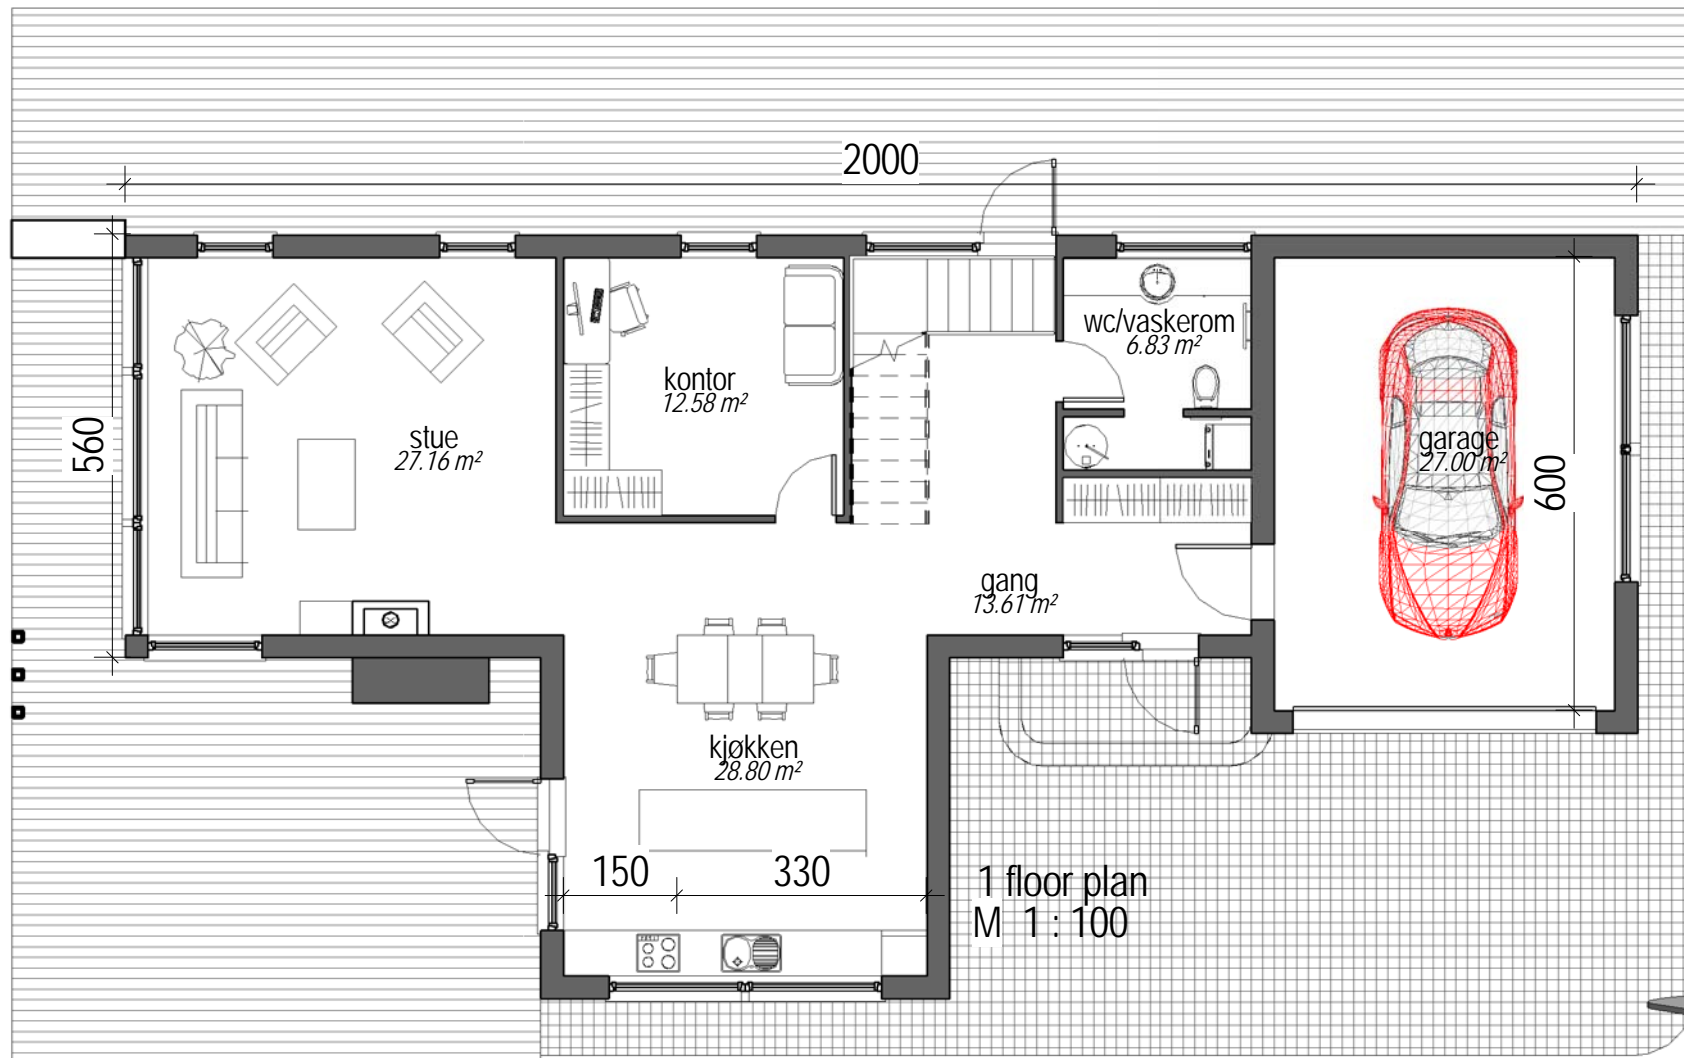 2000
560
stue
27.16 m²
kontor
12.58 m²
wc/vaskerom
6.83 m²
garage
27.00 m²
600
gang
13.61 m²
kjøkken
28.80 m²
150
330
1 floor plan
M 1 : 100